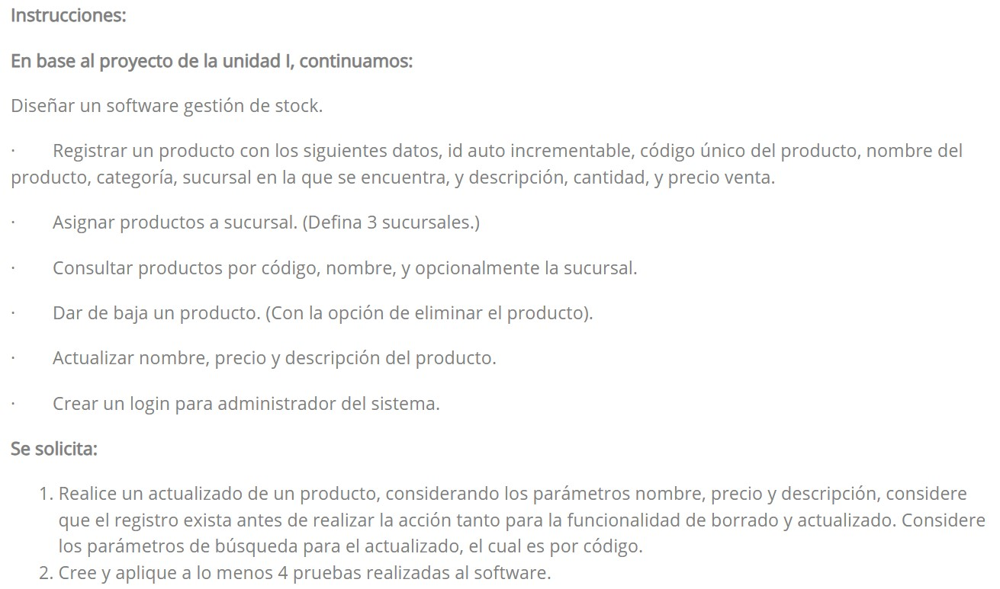 Instrucciones:
En base al proyecto de la unidad I, continuamos:
Diseñar un software gestión de stock.
· Registrar un producto con los siguientes datos, id auto incrementable, código único del producto, nombre del
producto, categoría, sucursal en la que se encuentra, y descripción, cantidad, y precio venta.
· Asignar productos a sucursal. (Defina 3 sucursales.)
· Consultar productos por código, nombre, y opcionalmente la sucursal.
· Dar de baja un producto. (Con la opción de eliminar el producto).
· Actualizar nombre, precio y descripción del producto.
· Crear un login para administrador del sistema.
Se solicita:
1. Realice un actualizado de un producto, considerando los parámetros nombre, precio y descripción, considere
que el registro exista antes de realizar la acción tanto para la funcionalidad de borrado y actualizado. Considere
los parámetros de búsqueda para el actualizado, el cual es por código.
2. Cree y aplique a lo menos 4 pruebas realizadas al software.